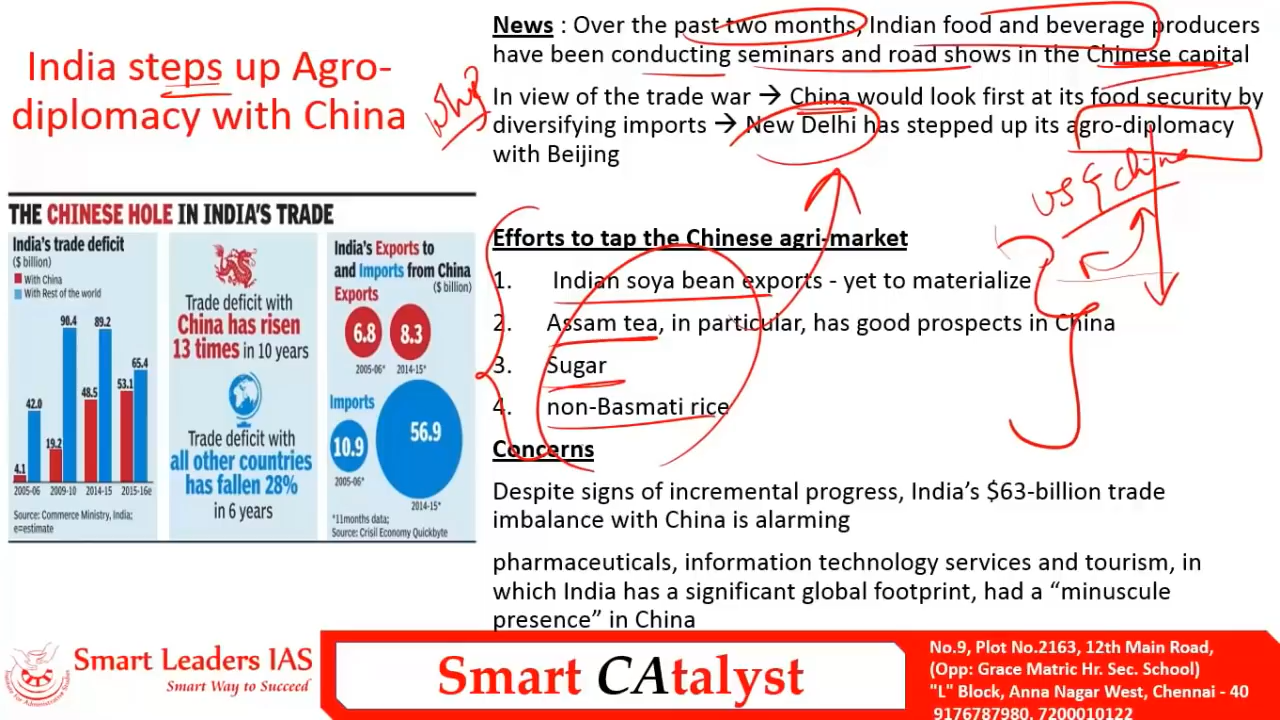 India steps up Agro-
diplomacy with China
why?
News : Over the past two months, Indian food and beverage producers
have been conducting seminars and road shows in the Chinese capital
In view of the trade war → China would look first at its food security by
diversifying imports → New Delhi has stepped up its agro-diplomacy
with Beijing
US & China
THE CHINESE HOLE IN INDIA'S TRADE
India's trade deficit
($ billion)
With China
With Rest of the world
4.1 42.0 19.2 90.4 48.5 89.2 53.1 65.4
2005-06 2009-10 2014-15 2015-16e
Source: Commerce Ministry, India;
e=estimate
Trade deficit with
China has risen
13 times in 10 years
Trade deficit with
all other countries
has fallen 28%
in 6 years
India's Exports to
and Imports from China
($ billion)
Exports
6.8 8.3
2005-06* 2014-15*
Imports
10.9 56.9
2005-06*
2014-15*
*11months data;
Source: Crisil Economy Quickbyte
Efforts to tap the Chinese agri-market
1. Indian soya bean exports - yet to materialize
2. Assam tea, in particular, has good prospects in China
3. Sugar
4. non-Basmati rice
Concerns
Despite signs of incremental progress, India's $63-billion trade
imbalance with China is alarming
pharmaceuticals, information technology services and tourism, in
which India has a significant global footprint, had a “minuscule
presence” in China
Smart Leaders IAS
Smart Way to Succeed
Smart CAtalyst
No.9, Plot No.2163, 12th Main Road,
(Opp: Grace Matric Hr. Sec. School)
"L" Block, Anna Nagar West, Chennai - 40
9176787980, 7200010122